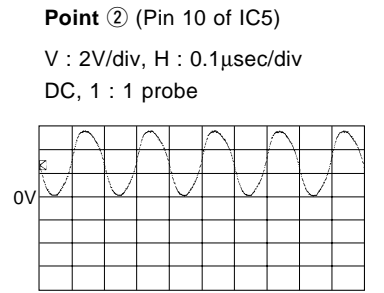 Point ② (Pin 10 of IC5)
V : 2V/div, H : 0.1μsec/div
DC, 1 : 1 probe
0V